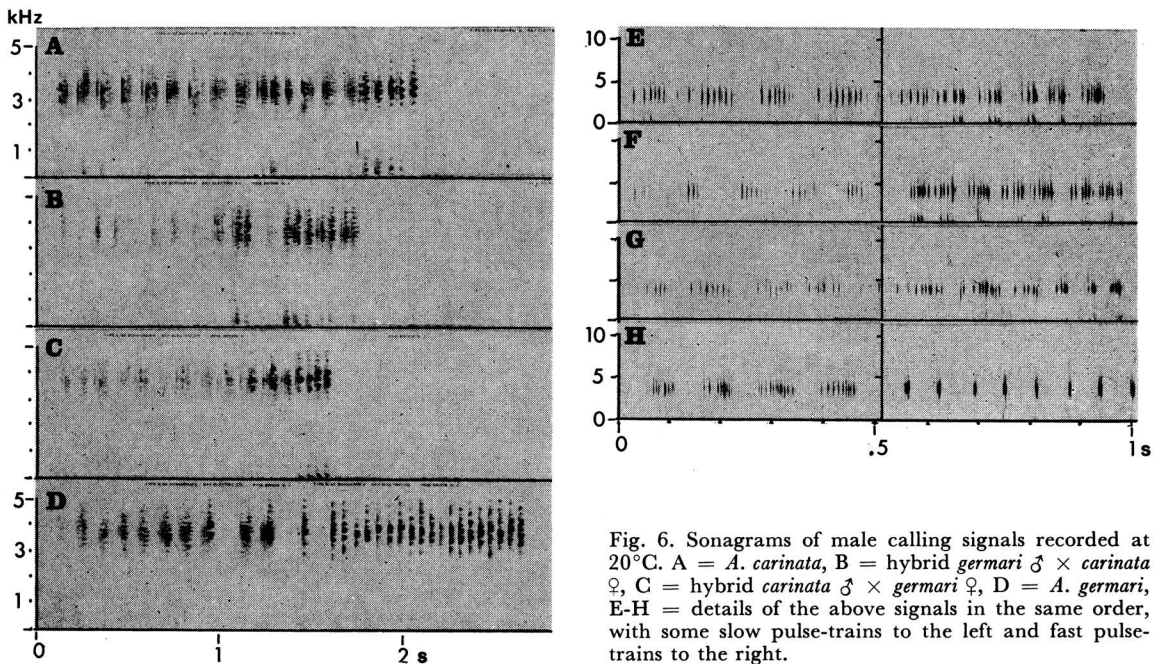 kHz
5
A
3
1
B
C
5
D
3
1
0
1
2 s
10
E
5
0
F
G
10
H
5
0
0
.5
1 s
Fig. 6. Sonagrams of male calling signals recorded at
20°C. A = A. carinata, B = hybrid germari ♂ × carinata
♀, C = hybrid carinata ♂ × germari ♀, D = A. germari,
E-H = details of the above signals in the same order,
with some slow pulse-trains to the left and fast pulse-
trains to the right.